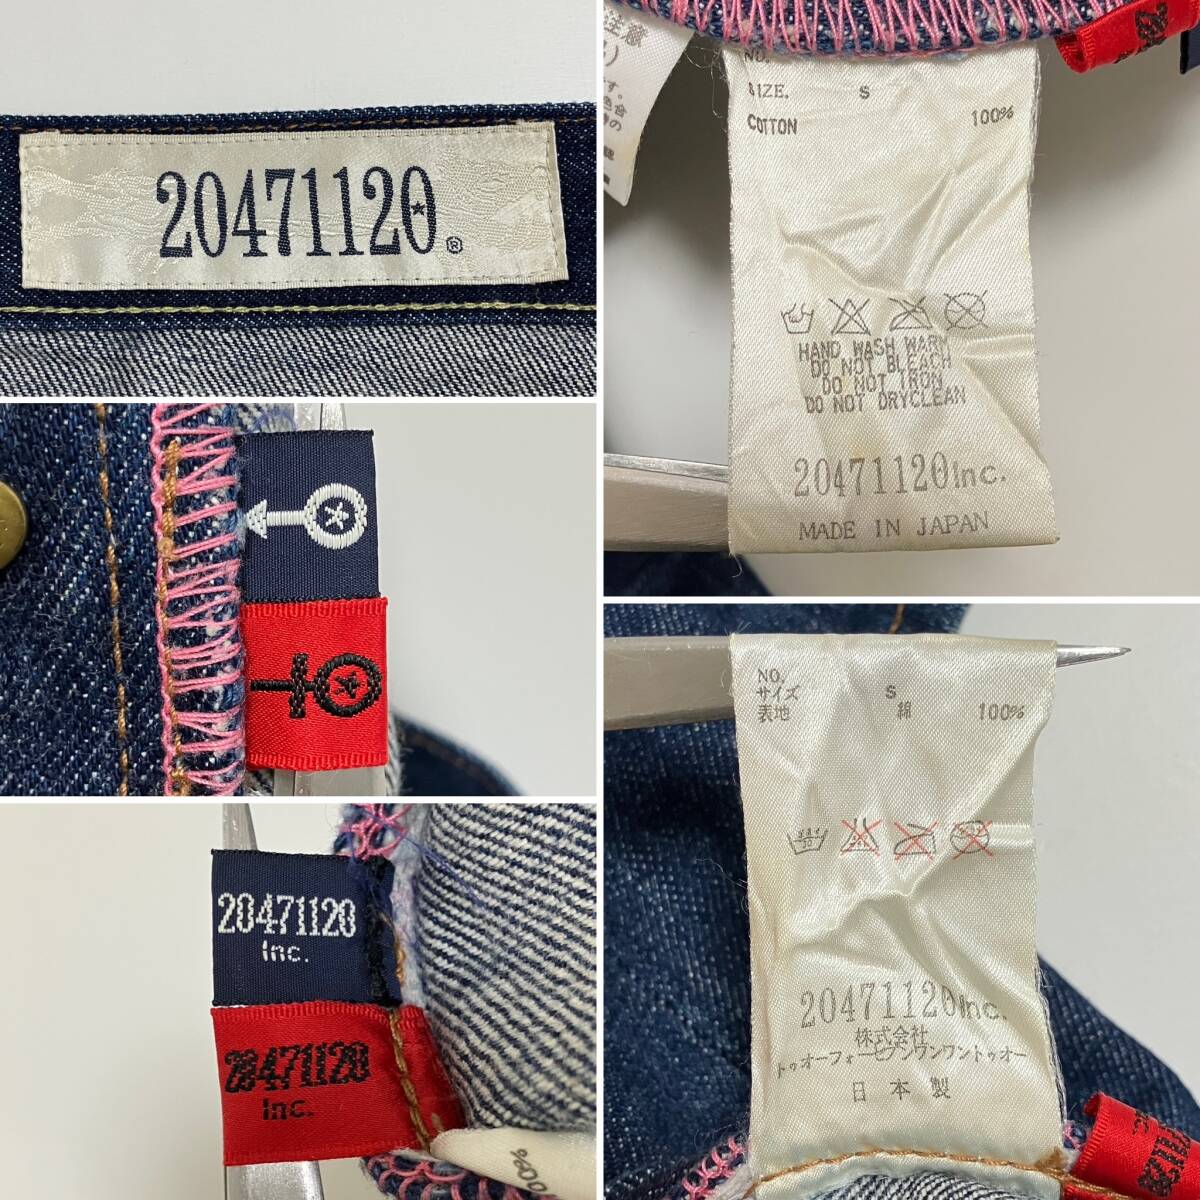 20471120
®
NO.
SIZE. S
COTTON 100%
HAND WASH WARM
DO NOT BLEACH
DO NOT IRON
DO NOT DRYCLEAN
20471120Inc.
MADE IN JAPAN
注意
20471120
Inc.
20471120
Inc.
NO.
サイズ S
表地 綿 100%
20471120Inc.
株式会社
トゥオーフォーセブンワンワントゥオー
日本製